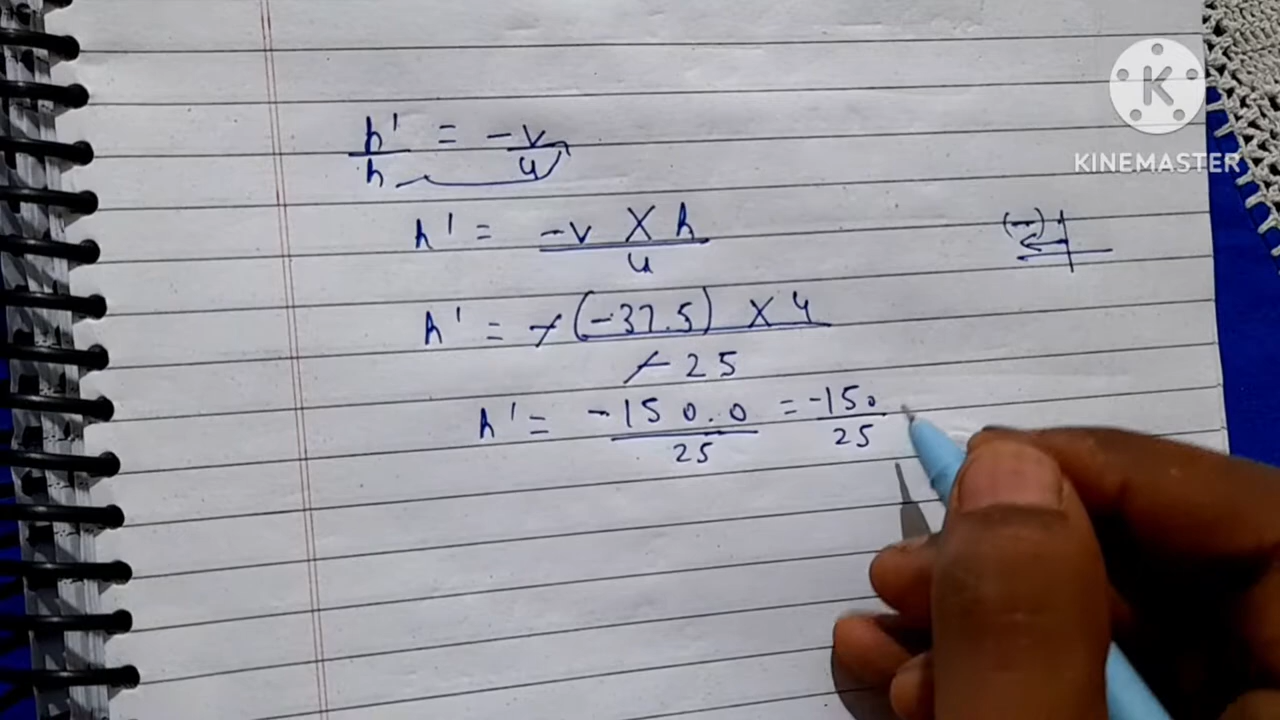 K
KINEMASTER
h' / h = -v / u
h' = -v X h / u
(-)
h' = -(-37.5) X 4 / -25
h' = -150.0 / 25 = -150 / 25